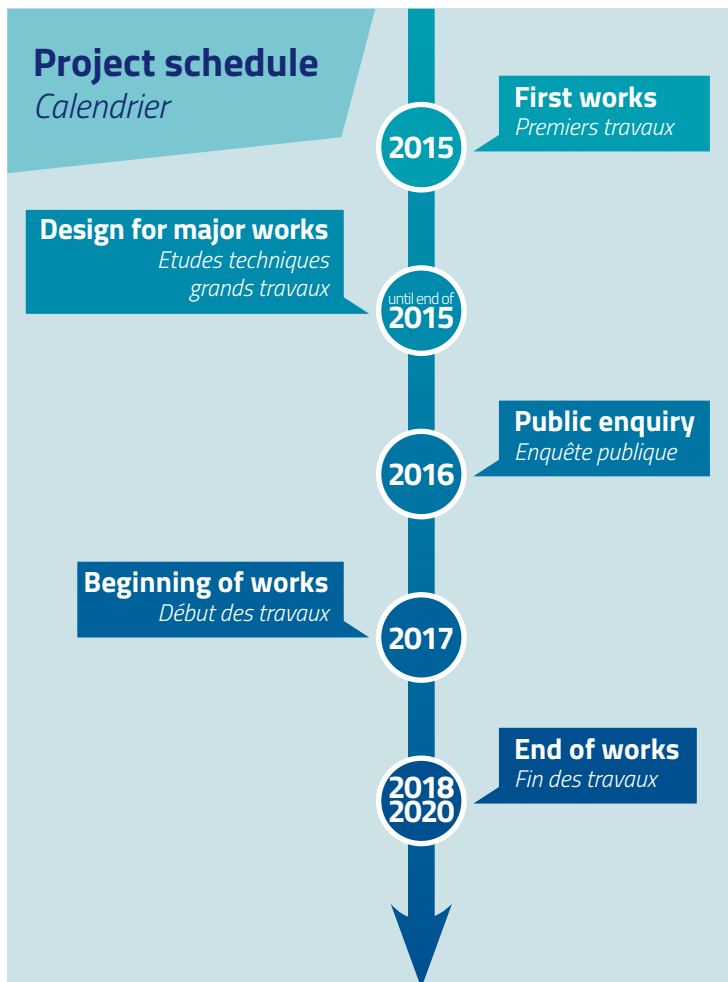 Project schedule
Calendrier
First works
Premiers travaux
2015
Design for major works
Etudes techniques
grands travaux
until end of
2015
Public enquiry
Enquête publique
2016
Beginning of works
Début des travaux
2017
End of works
Fin des travaux
2018
2020